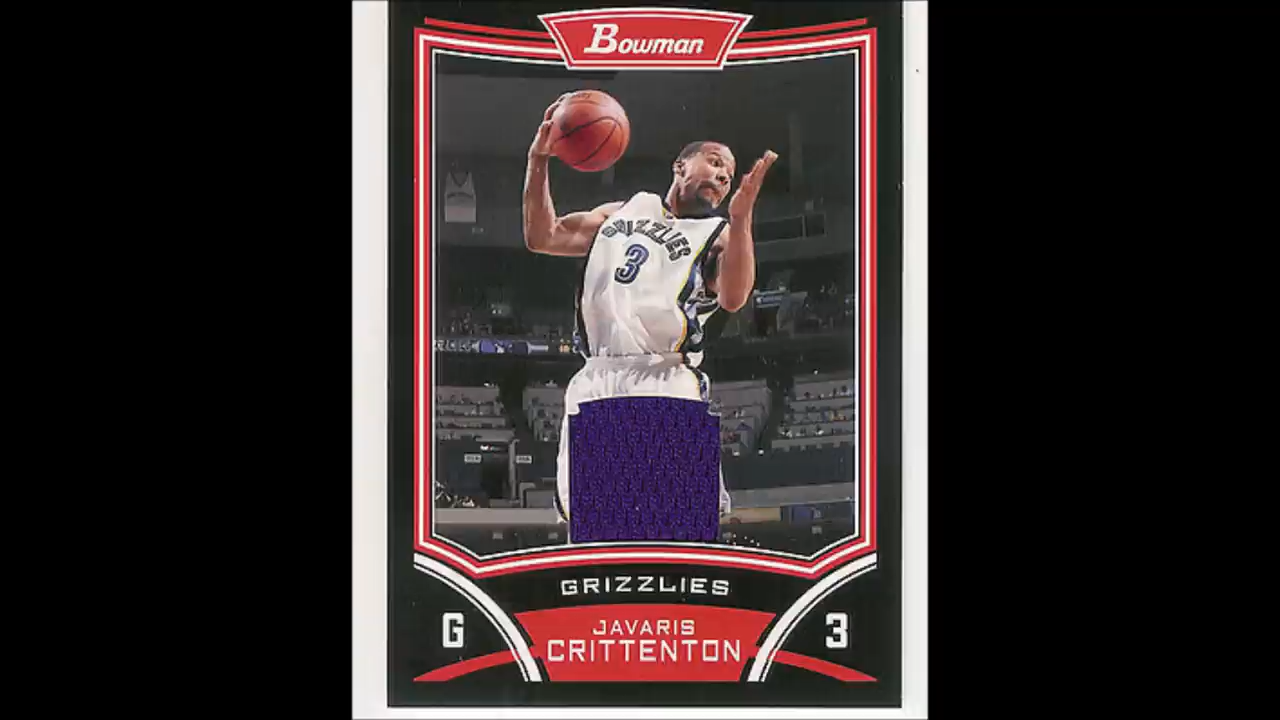 Bowman
GRIZZLIES
3
GRIZZLIES
G
3
JAVARIS
CRITTENTON